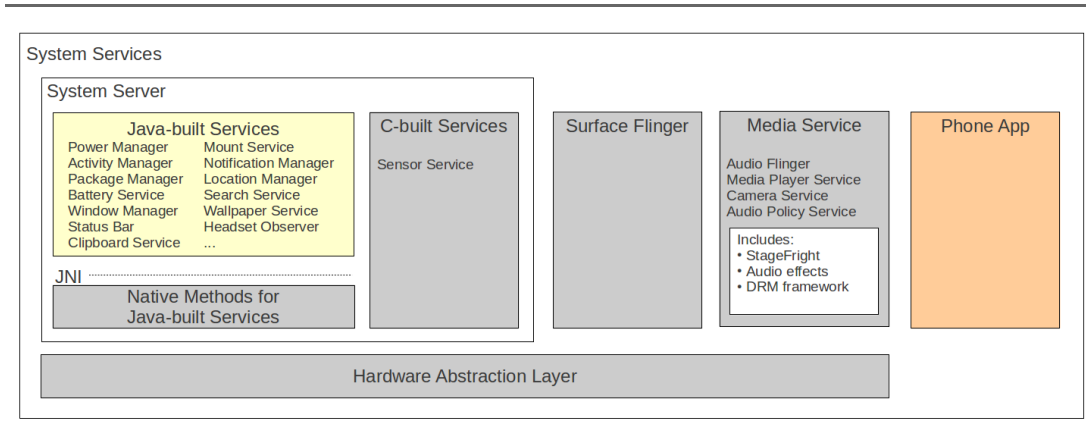 System Services
System Server
Java-built Services
Power Manager
Activity Manager
Package Manager
Battery Service
Window Manager
Status Bar
Clipboard Service
Mount Service
Notification Manager
Location Manager
Search Service
Wallpaper Service
Headset Observer
...
JNI
Native Methods for
Java-built Services
C-built Services
Sensor Service
Surface Flinger
Media Service
Audio Flinger
Media Player Service
Camera Service
Audio Policy Service
Includes:
• StageFright
• Audio effects
• DRM framework
Phone App
Hardware Abstraction Layer